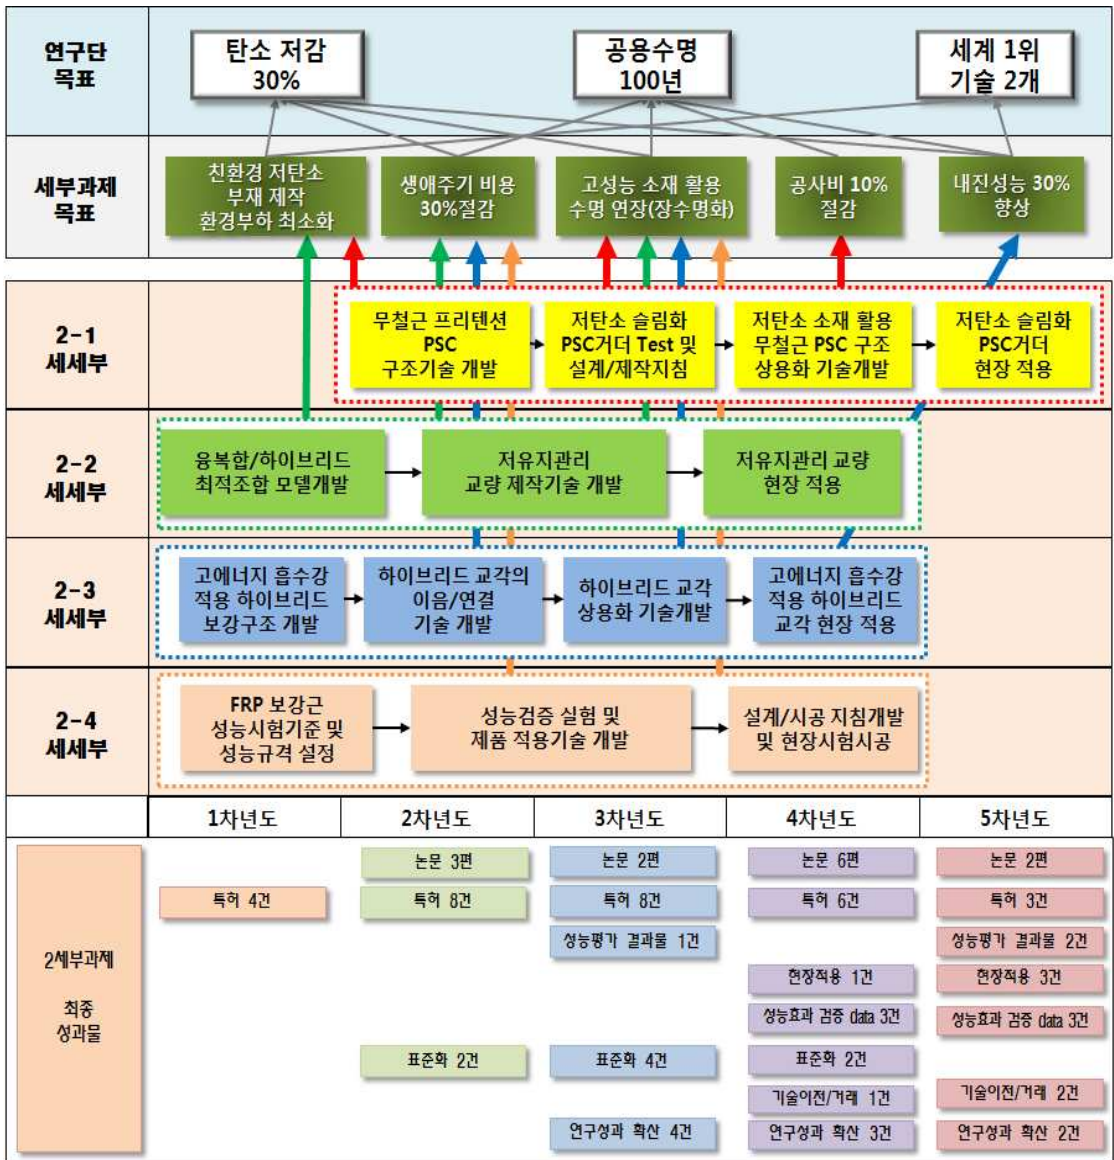 연구단
목표
탄소 저감
30%
공용수명
100년
세계 1위
기술 2개
세부과제
목표
친환경 저탄소
부재 제작
환경부하 최소화
생애주기 비용
30%절감
고성능 소재 활용
수명 연장(장수명화)
공사비 10%
절감
내진성능 30%
향상
2-1
세세부
무철근 프리텐션
PSC
구조기술 개발
저탄소 슬림화
PSC거더 Test 및
설계/제작지침
저탄소 소재 활용
무철근 PSC 구조
상용화 기술개발
저탄소 슬림화
PSC거더
현장 적용
2-2
세세부
융복합/하이브리드
최적조합 모델개발
저유지관리
교량 제작기술 개발
저유지관리 교량
현장 적용
2-3
세세부
고에너지 흡수강
적용 하이브리드
보강구조 개발
하이브리드 교각의
이음/연결
기술 개발
하이브리드 교각
상용화 기술개발
고에너지 흡수강
적용 하이브리드
교각 현장 적용
2-4
세세부
FRP 보강근
성능시험기준 및
성능규격 설정
성능검증 실험 및
제품 적용기술 개발
설계/시공 지침개발
및 현장시험시공
1차년도
2차년도
3차년도
4차년도
5차년도
2세부과제
최종
성과물
논문 3편
논문 2편
논문 6편
논문 2편
특허 4건
특허 8건
특허 8건
특허 6건
특허 3건
성능평가 결과물 1건
성능평가 결과물 2건
현장적용 1건
현장적용 3건
성능효과 검증 data 3건
성능효과 검증 data 3건
표준화 2건
표준화 4건
표준화 2건
기술이전/거래 1건
기술이전/거래 2건
연구성과 확산 4건
연구성과 확산 3건
연구성과 확산 2건